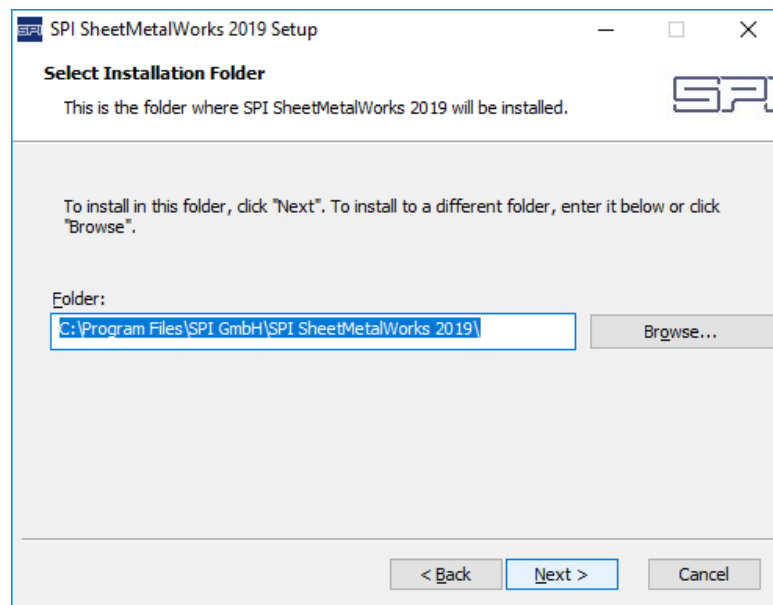 SPI SPI SheetMetalWorks 2019 Setup
Select Installation Folder
This is the folder where SPI SheetMetalWorks 2019 will be installed.
SPI
To install in this folder, click "Next". To install to a different folder, enter it below or click
"Browse".
Folder:
C:\Program Files\SPI GmbH\SPI SheetMetalWorks 2019\
Browse...
< Back Next > Cancel